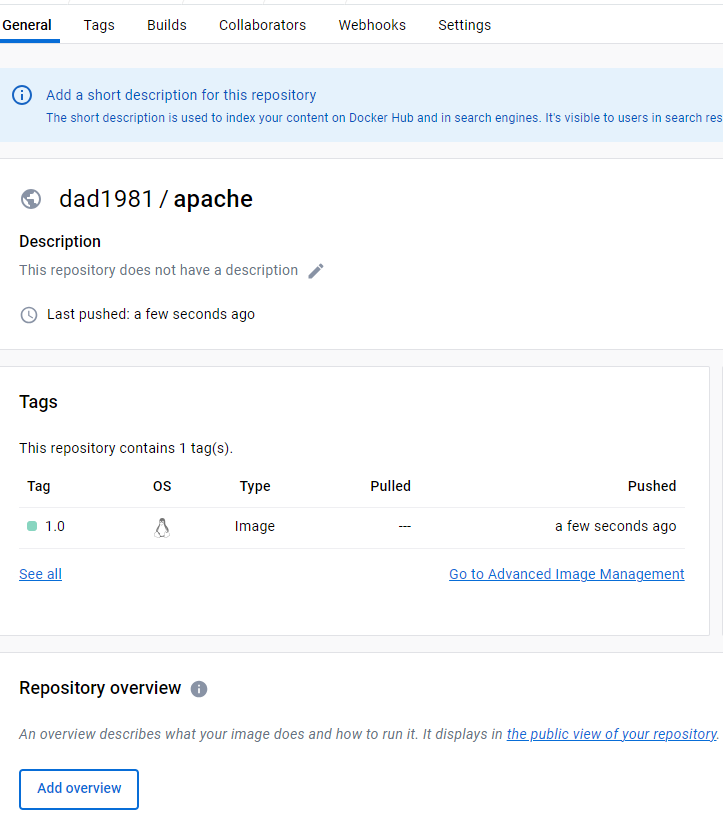 General Tags Builds Collaborators Webhooks Settings
Add a short description for this repository
The short description is used to index your content on Docker Hub and in search engines. It's visible to users in search res
dad1981 / apache
Description
This repository does not have a description
Last pushed: a few seconds ago
Tags
This repository contains 1 tag(s).
Tag OS Type Pulled Pushed
1.0 Image --- a few seconds ago
See all Go to Advanced Image Management
Repository overview
An overview describes what your image does and how to run it. It displays in the public view of your repository.
Add overview